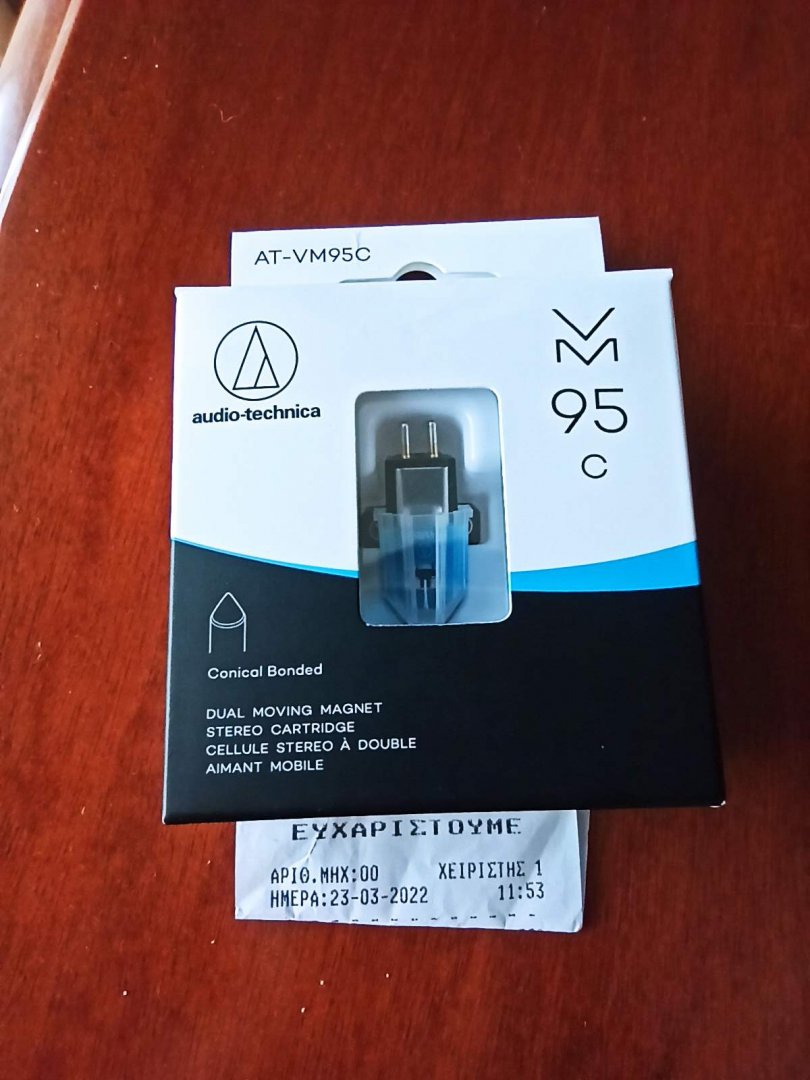 AT-VM95C
audio-technica
VM
95
C
Conical Bonded
DUAL MOVING MAGNET
STEREO CARTRIDGE
CELLULE STEREO À DOUBLE
AIMANT MOBILE
ΕΥΧΑΡΙΣΤΟΥΜΕ
ΑΡΙΘ.ΜΗΧ:00 ΧΕΙΡΙΣΤΗΣ 1
ΗΜΕΡΑ:23-03-2022 11:53